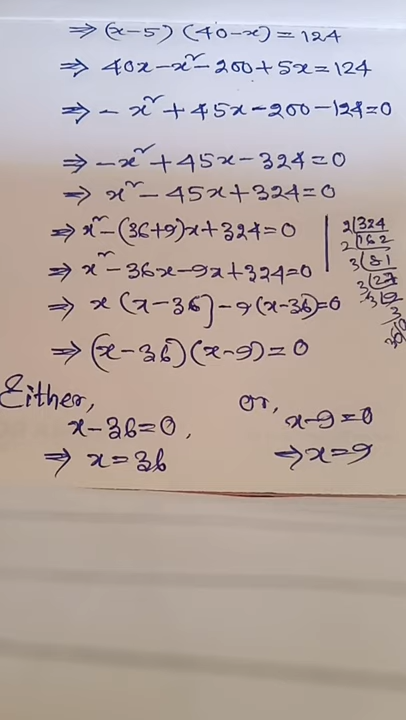 ⇒ (x-5) (40-x) = 124
⇒ 40x - x² - 200 + 5x = 124
⇒ - x² + 45x - 200 - 124 = 0
⇒ - x² + 45x - 324 = 0
⇒ x² - 45x + 324 = 0
⇒ x² - (36+9)x + 324 = 0
⇒ x² - 36x - 9x + 324 = 0
⇒ x (x-36) - 9(x-36) = 0
⇒ (x-36) (x-9) = 0
2|324
2|162
3|81
3|27
3|9
3
Either, or,
x-36=0, x-9=0
⇒ x=36 ⇒ x=9